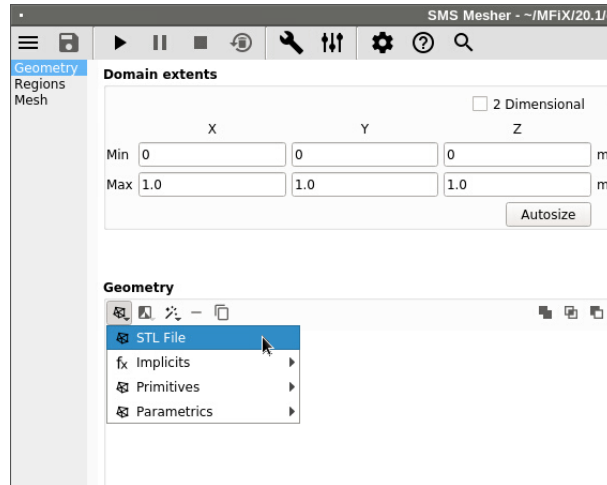 SMS Mesher - ~/MFiX/20.1/
Geometry
Regions
Mesh
Domain extents
2 Dimensional
X Y Z
Min 0 0 0 m
Max 1.0 1.0 1.0 m
Autosize
Geometry
STL File
fx Implicits
Primitives
Parametrics